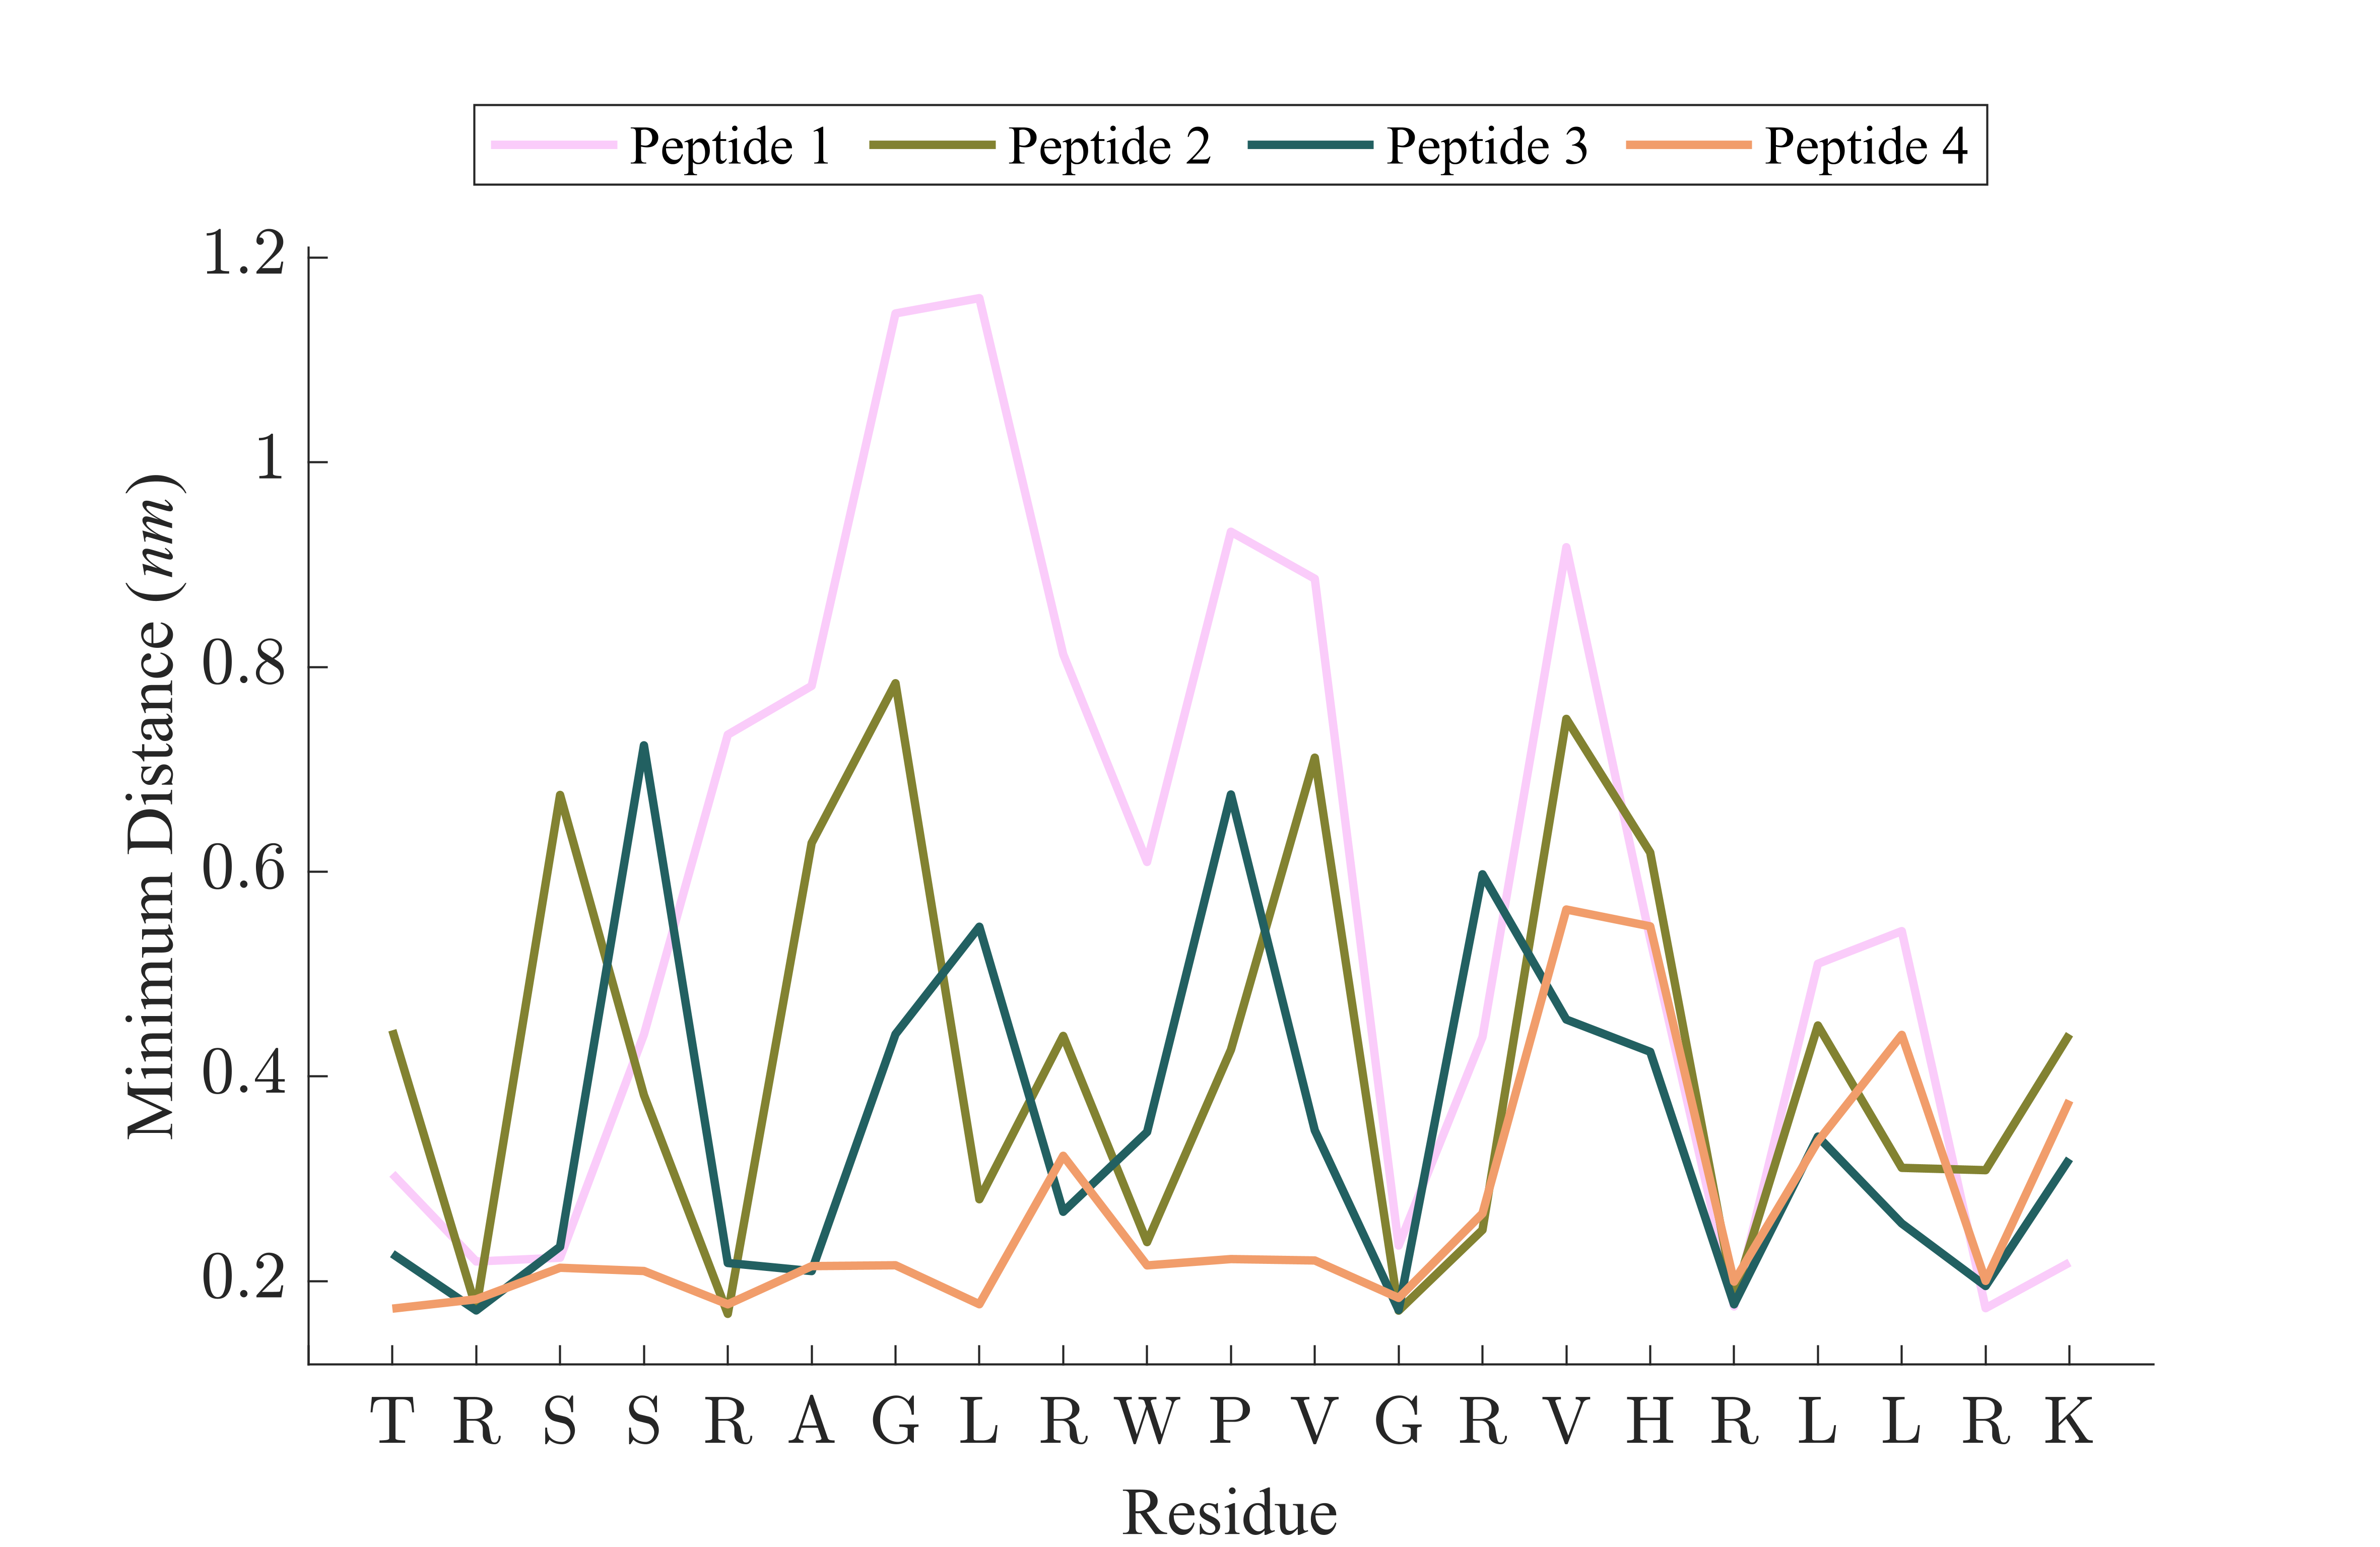 Peptide 1 Peptide 2 Peptide 3 Peptide 4
1.2
1
0.8
0.6
0.4
0.2
Minimum Distance (nm)
T R S S R A G L R W P V G R V H R L L R K
Residue